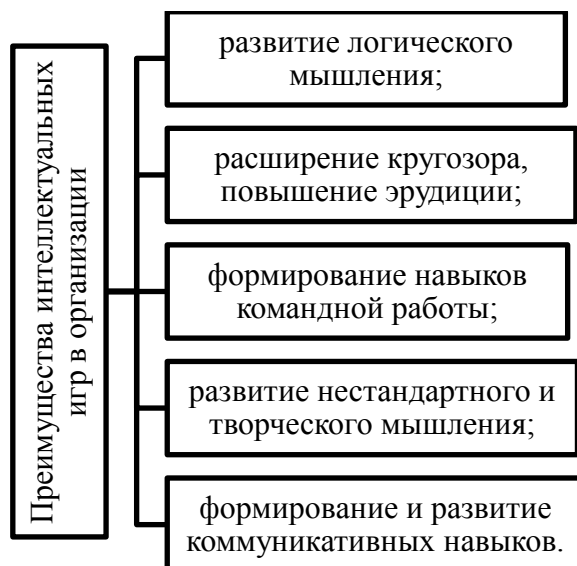 Преимущества интеллектуальных
игр в организации
развитие логического
мышления;
расширение кругозора,
повышение эрудиции;
формирование навыков
командной работы;
развитие нестандартного и
творческого мышления;
формирование и развитие
коммуникативных навыков.